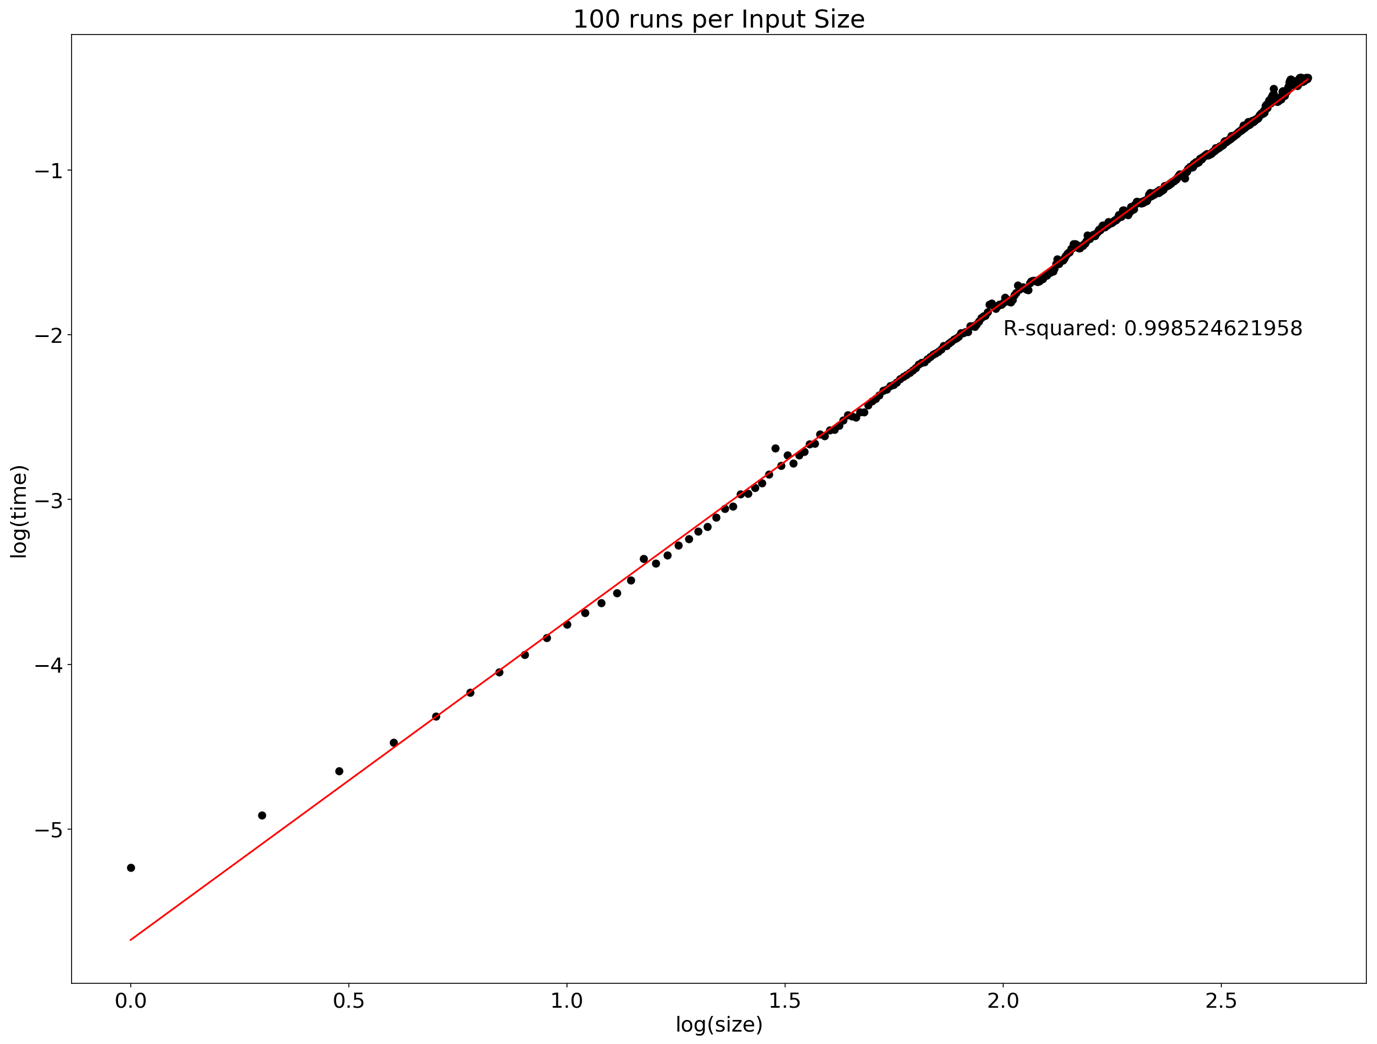 100 runs per Input Size
−1
−2
R-squared: 0.998524621958
−3
log(time)
−4
−5
0.0 0.5 1.0 1.5 2.0 2.5
log(size)